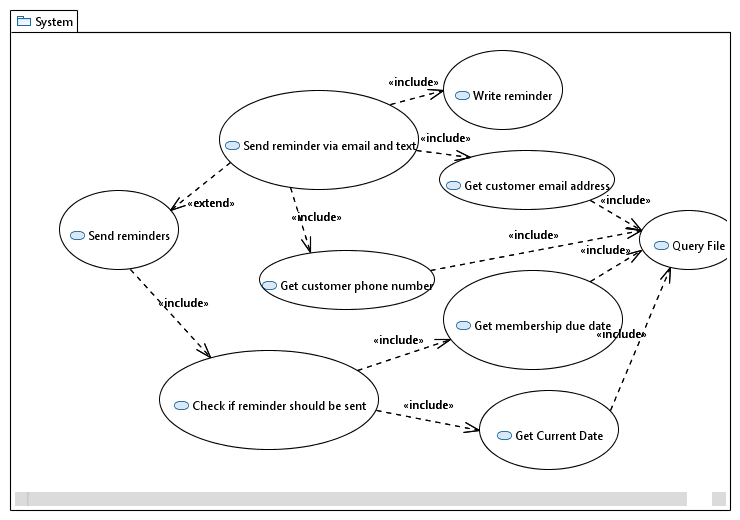 System
«include»
Write reminder
Send reminder via email and text
«include»
Get customer email address
«include»
«extend»
«include»
Send reminders
«include»
Query File
«include»
Get customer phone number
«include»
Get membership due date
«include»
«include»
Check if reminder should be sent
«include»
Get Current Date